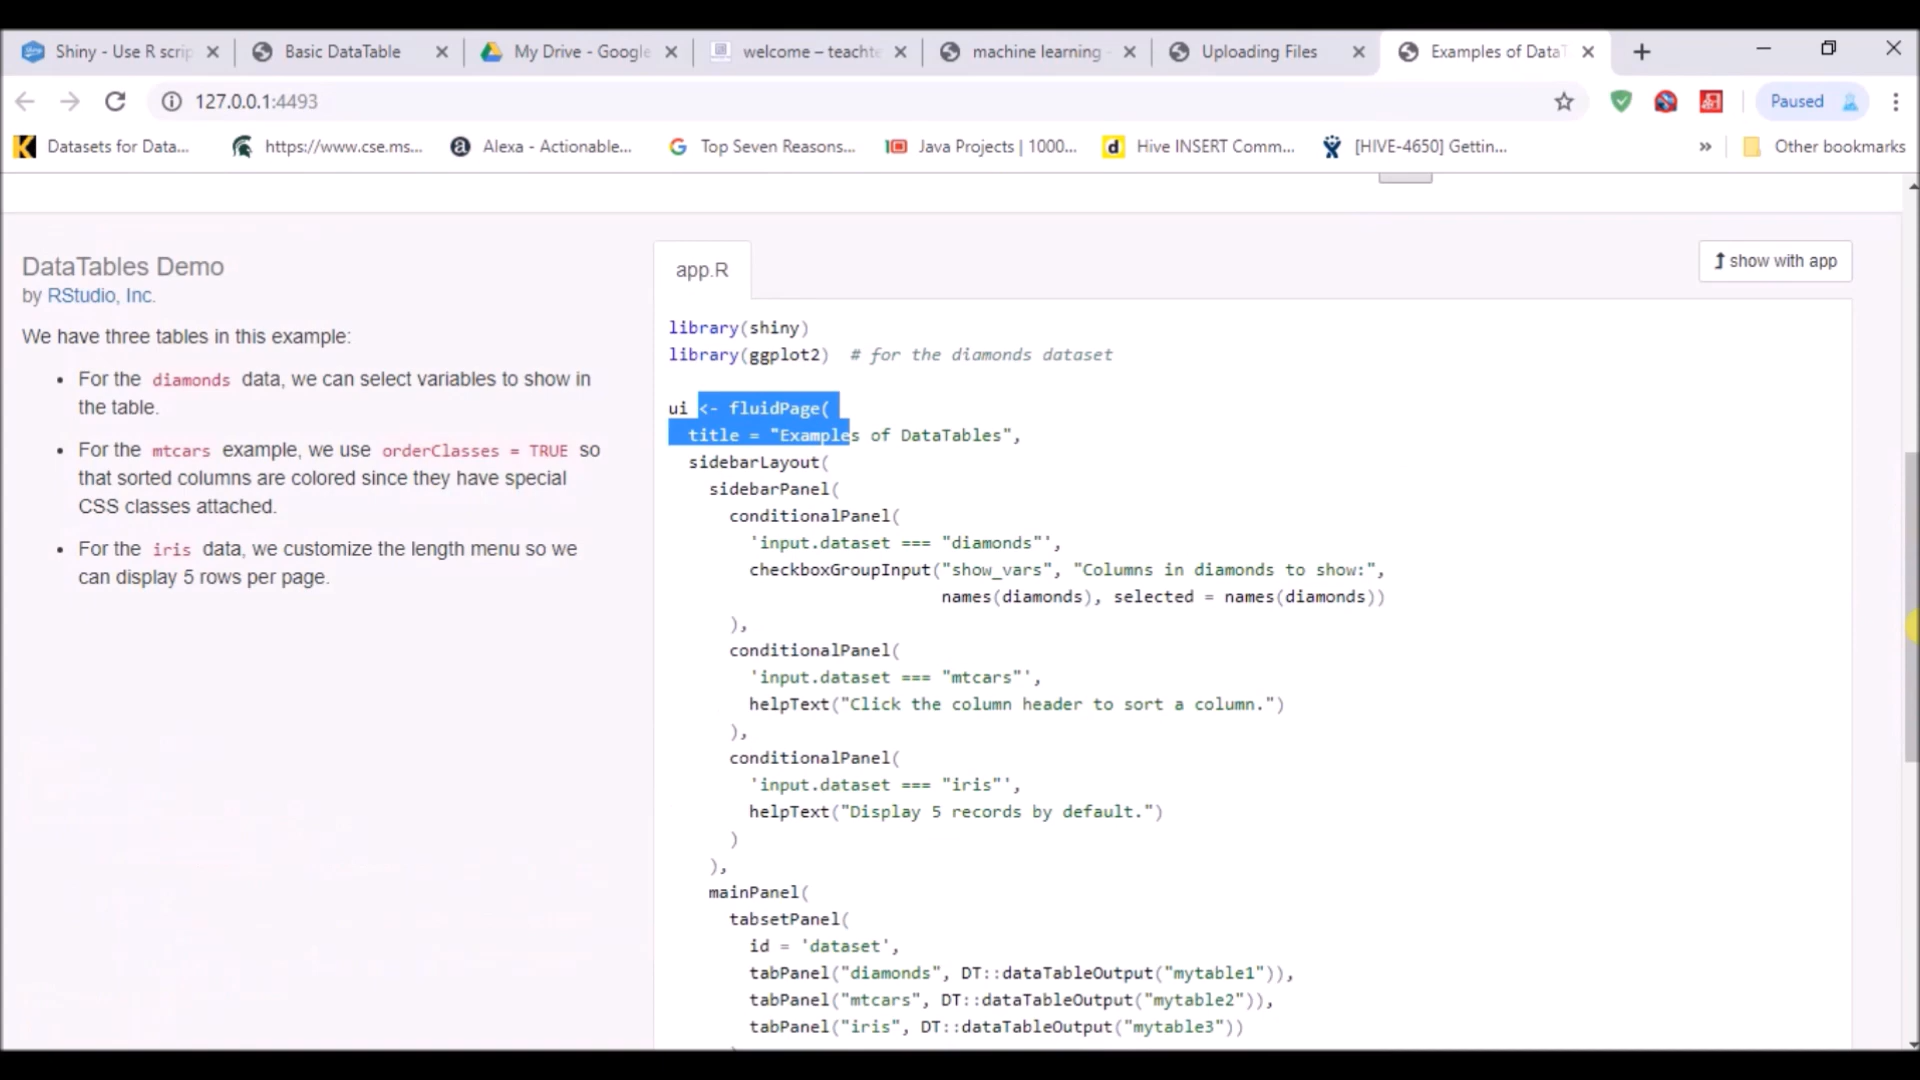 Shiny - Use R scrip
Basic DataTable
My Drive - Google
welcome – teachte
machine learning -
Uploading Files
Examples of DataT
127.0.0.1:4493
Paused
Datasets for Data...
https://www.cse.ms...
Alexa - Actionable...
Top Seven Reasons...
Java Projects | 1000...
Hive INSERT Comm...
[HIVE-4650] Gettin...
»
Other bookmarks
DataTables Demo
by RStudio, Inc.
We have three tables in this example:
• For the diamonds data, we can select variables to show in
the table.
• For the mtcars example, we use orderClasses = TRUE so
that sorted columns are colored since they have special
CSS classes attached.
• For the iris data, we customize the length menu so we
can display 5 rows per page.
app.R
show with app
library(shiny)
library(ggplot2)  # for the diamonds dataset
ui <- fluidPage(
  title = "Examples of DataTables",
  sidebarLayout(
    sidebarPanel(
      conditionalPanel(
        'input.dataset === "diamonds"',
        checkboxGroupInput("show_vars", "Columns in diamonds to show:",
                           names(diamonds), selected = names(diamonds))
      ),
      conditionalPanel(
        'input.dataset === "mtcars"',
        helpText("Click the column header to sort a column.")
      ),
      conditionalPanel(
        'input.dataset === "iris"',
        helpText("Display 5 records by default.")
      )
    ),
    mainPanel(
      tabsetPanel(
        id = 'dataset',
        tabPanel("diamonds", DT::dataTableOutput("mytable1")),
        tabPanel("mtcars", DT::dataTableOutput("mytable2")),
        tabPanel("iris", DT::dataTableOutput("mytable3"))